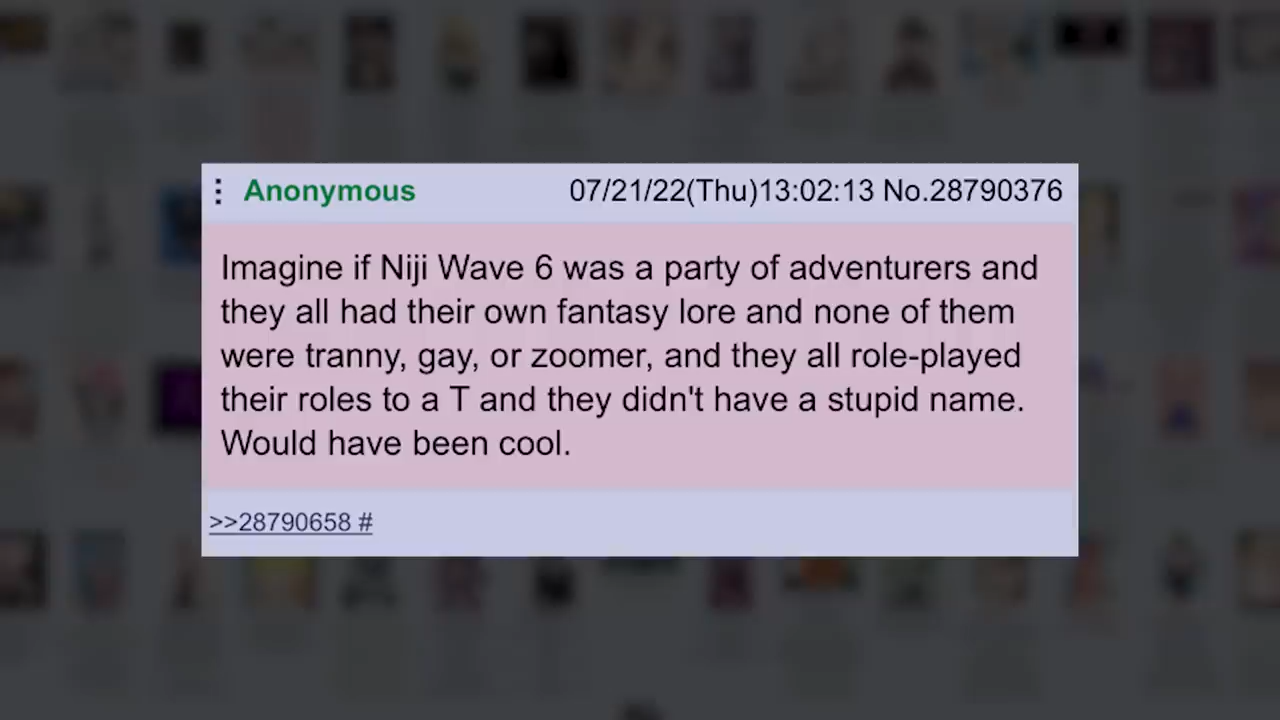 Anonymous 07/21/22(Thu)13:02:13 No.28790376
Imagine if Niji Wave 6 was a party of adventurers and
they all had their own fantasy lore and none of them
were tranny, gay, or zoomer, and they all role-played
their roles to a T and they didn't have a stupid name.
Would have been cool.
>>28790658 #